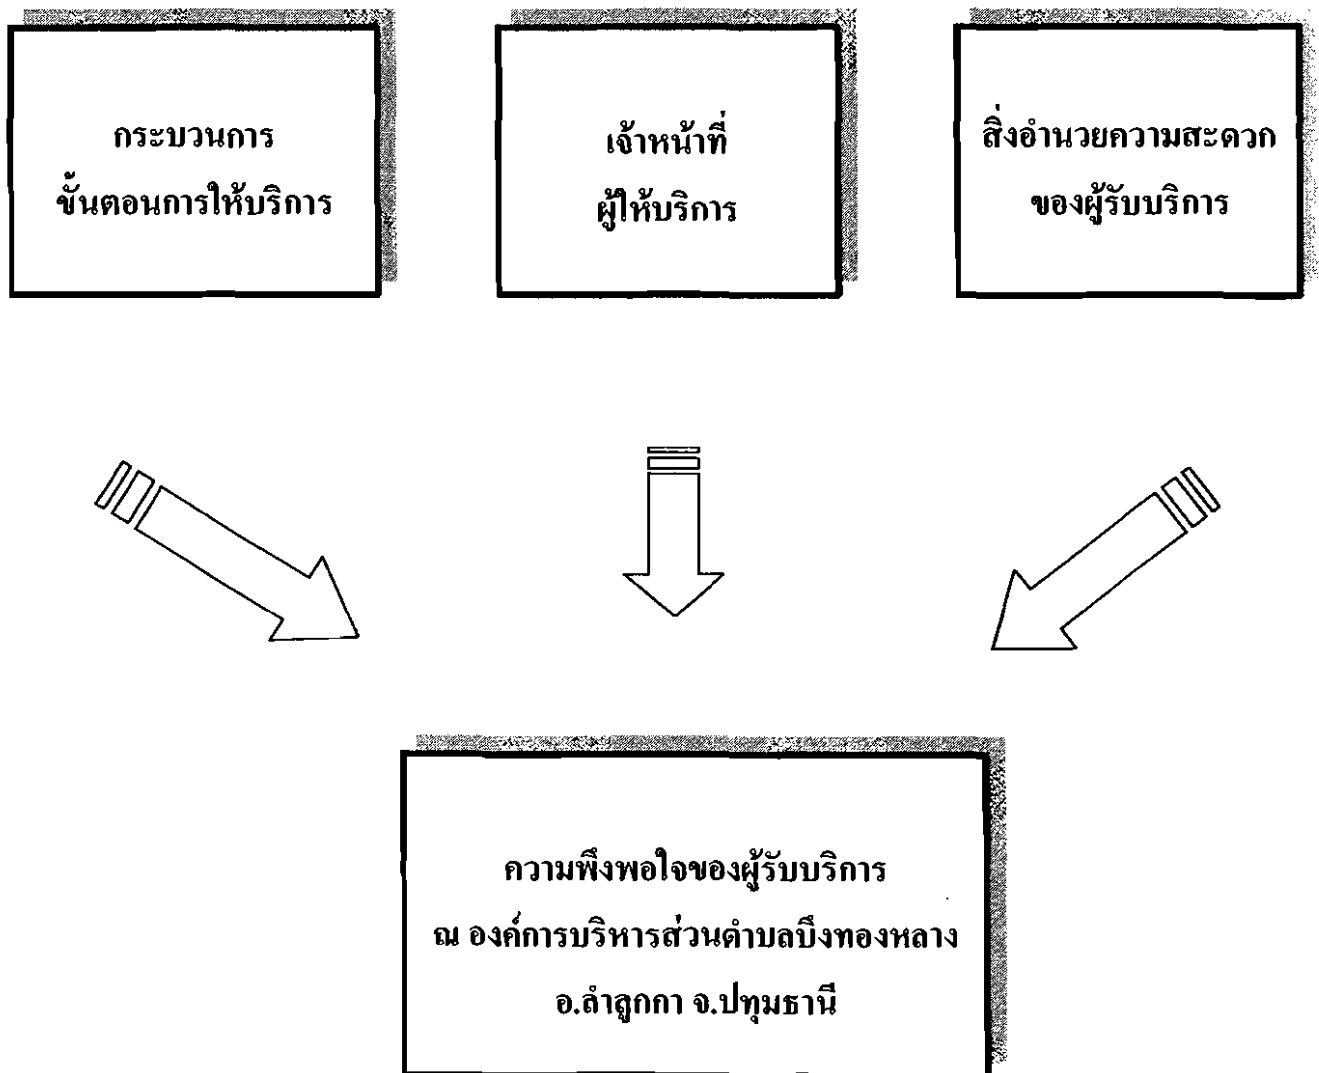 กระบวนการ
ขั้นตอนการให้บริการ
เจ้าหน้าที่
ผู้ให้บริการ
สิ่งอำนวยความสะดวก
ของผู้รับบริการ
ความพึงพอใจของผู้รับบริการ
ณ องค์การบริหารส่วนตำบลบึงทองหลาง
อ.ลำลูกกา จ.ปทุมธานี